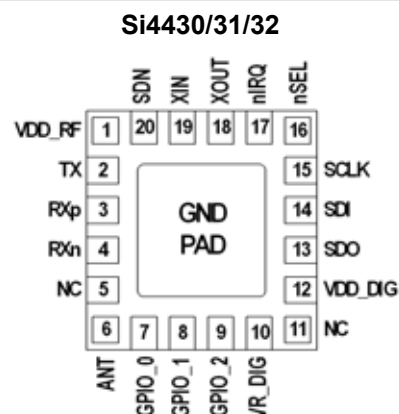 Si4430/31/32
SDN
XIN
XOUT
nIRQ
nSEL
VDD_RF
1
20
19
18
17
16
TX
2
15
SCLK
RXp
3
GND
PAD
14
SDI
RXn
4
13
SDO
NC
5
12
VDD_DIG
6
7
8
9
10
11
NC
ANT
GPIO_0
GPIO_1
GPIO_2
VR_DIG